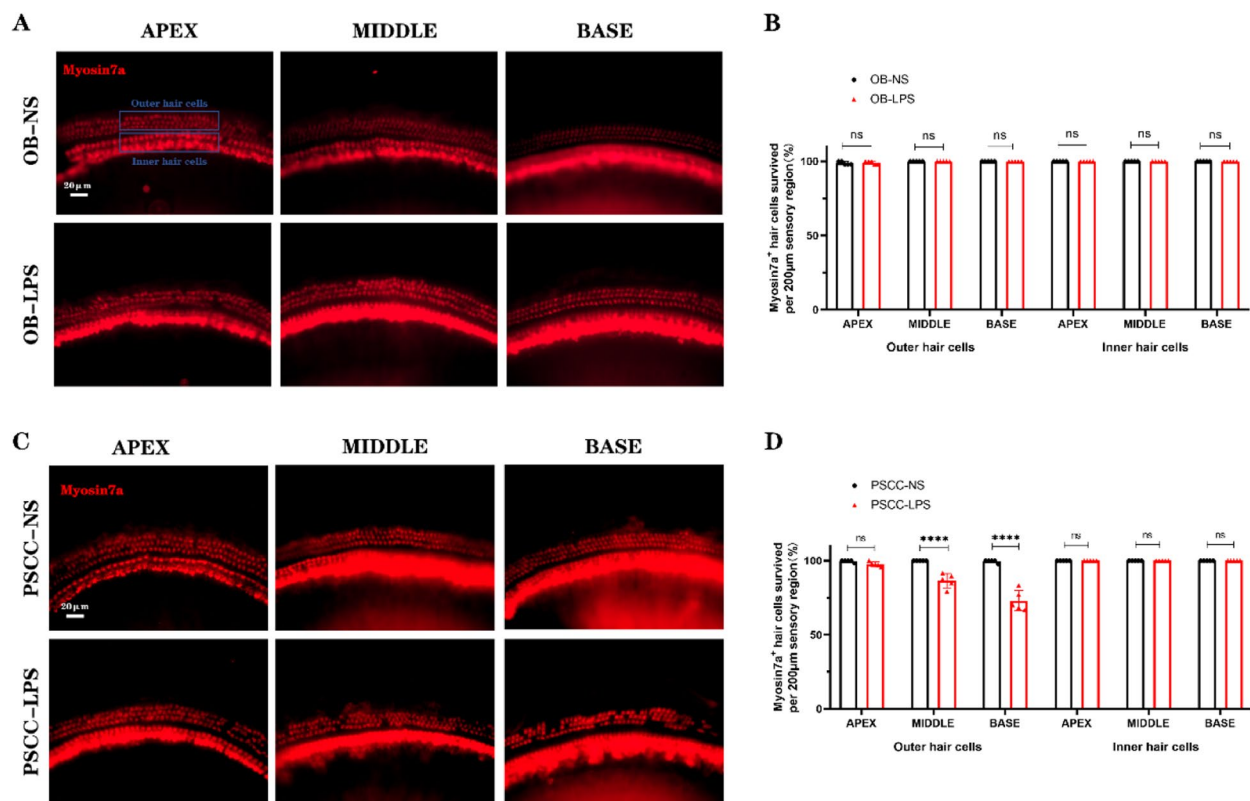 A
APEX
MIDDLE
BASE
OB-NS
Myosin7a
Outer hair cells
Inner hair cells
20μm
OB-LPS
B
OB-NS
OB-LPS
Myosin7a⁺ hair cells survived
per 200μm sensory region(%)
100
50
0
ns
ns
ns
ns
ns
ns
APEX
MIDDLE
BASE
APEX
MIDDLE
BASE
Outer hair cells
Inner hair cells
C
APEX
MIDDLE
BASE
PSCC-NS
Myosin7a
20μm
PSCC-LPS
D
PSCC-NS
PSCC-LPS
Myosin7a⁺ hair cells survived
per 200μm sensory region(%)
100
50
0
ns
****
****
ns
ns
ns
APEX
MIDDLE
BASE
APEX
MIDDLE
BASE
Outer hair cells
Inner hair cells